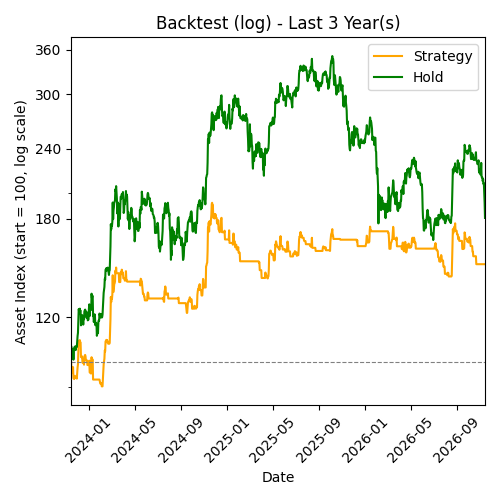 Backtest (log) - Last 3 Year(s)
Strategy
Hold
Asset Index (start = 100, log scale)
360
300
240
180
120
2024-01
2024-05
2024-09
2025-01
2025-05
2025-09
2026-01
2026-05
2026-09
Date